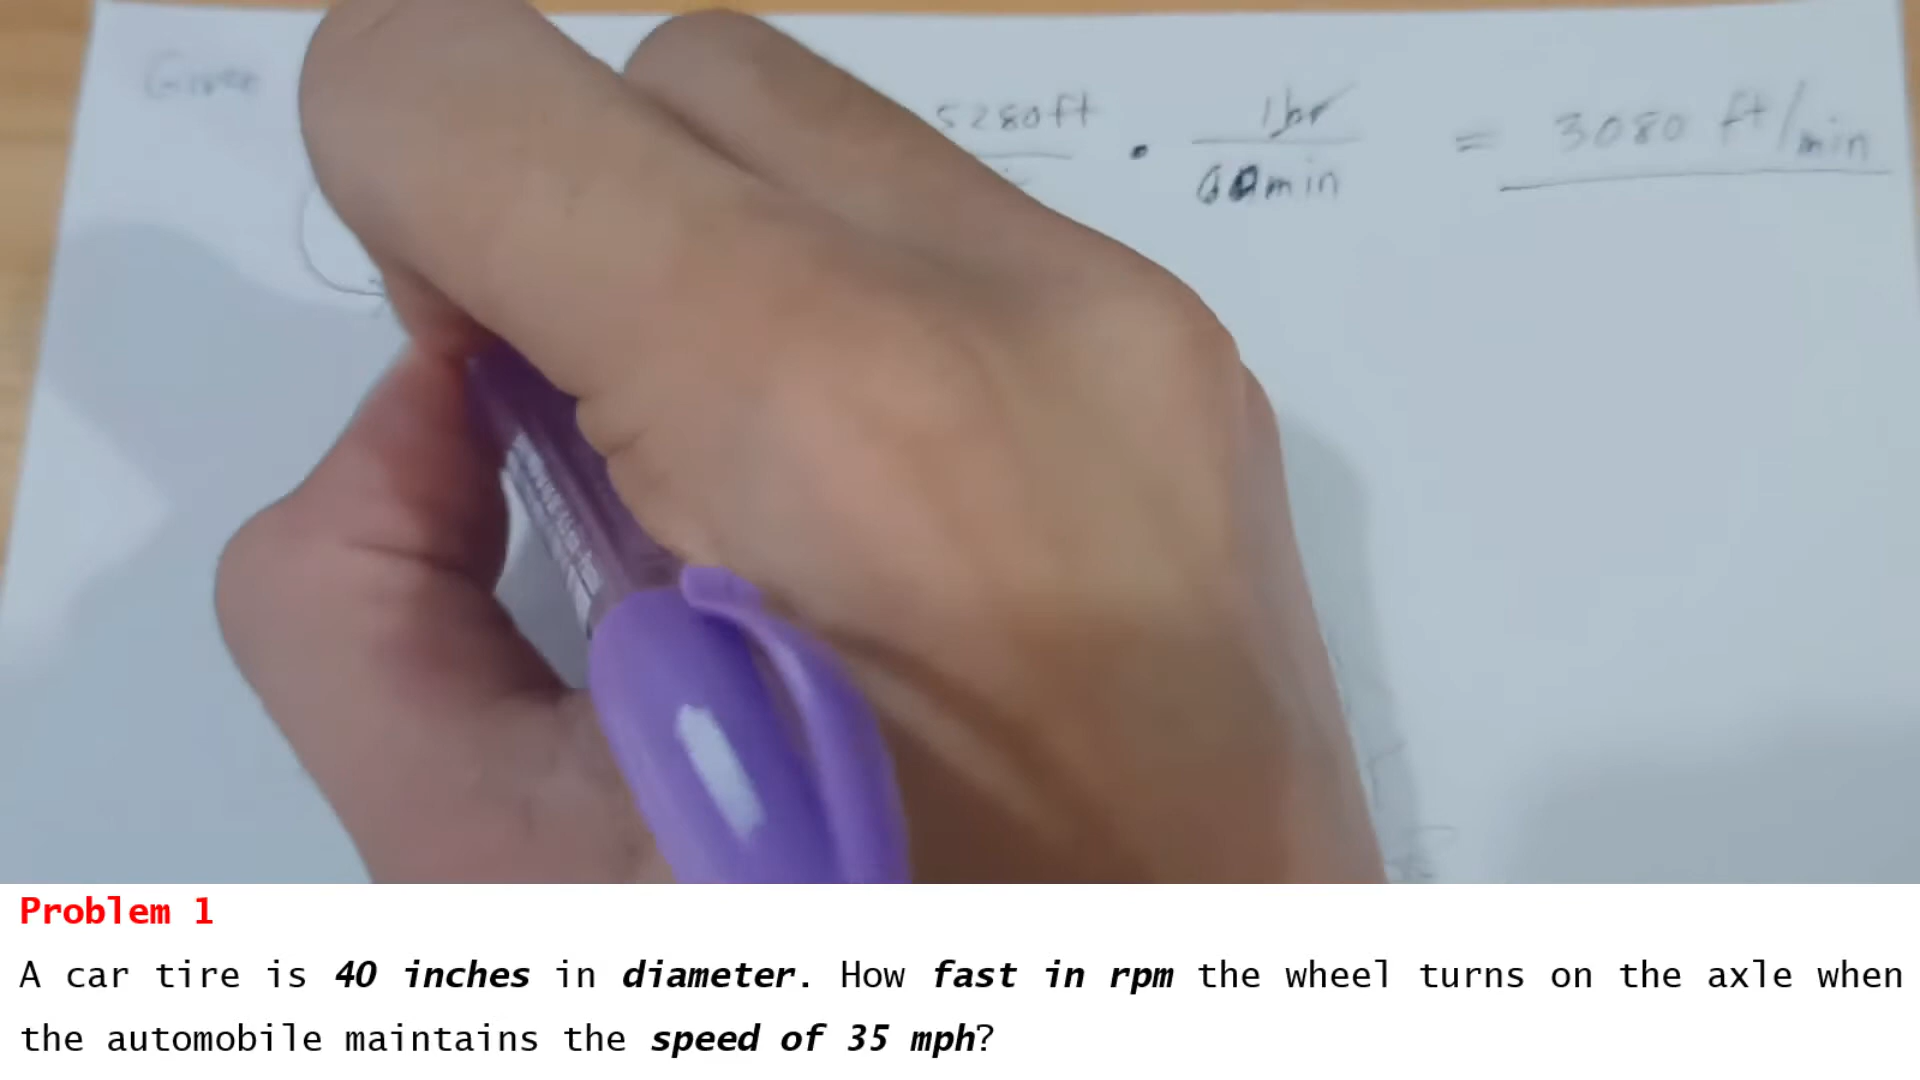 Given
5280ft · 1hr = 3080 ft/min
60min
Problem 1
A car tire is 40 inches in diameter. How fast in rpm the wheel turns on the axle when
the automobile maintains the speed of 35 mph?